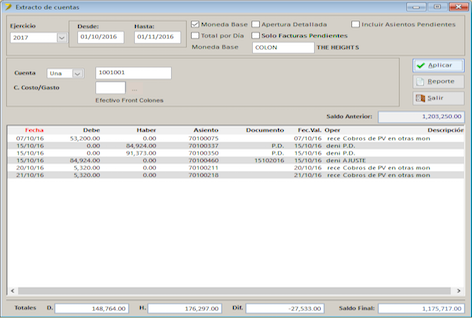 Extracto de cuentas
Ejercicio
2017
Desde: Hasta:
01/10/2016 01/11/2016
Moneda Base Apertura Detallada Incluir Asientos Pendientes
Total por Día Solo Facturas Pendientes
Moneda Base COLON THE HEIGHTS
Cuenta Una 1001001
C. Costo/Gasto ...
Efectivo Front Colones
Aplicar
Reporte
Salir
Saldo Anterior: 1,203,250.00
Fecha Debe Haber Asiento Documento Fec.Val. Oper Descripción
07/10/16 53,200.00 0.00 70100075 07/10/16 rece Cobros de PV en otras mon
15/10/16 0.00 84,924.00 70100337 P.D. 15/10/16 deni P.D.
15/10/16 0.00 91,373.00 70100350 P.D. 15/10/16 deni P.D.
15/10/16 84,924.00 0.00 70100460 15102016 15/10/16 deni AJUSTE
20/10/16 5,320.00 0.00 70100211 20/10/16 rece Cobros de PV en otras mon
21/10/16 5,320.00 0.00 70100218 21/10/16 rece Cobros de PV en otras mon
Totales D. 148,764.00 H. 176,297.00 Dif. -27,533.00 Saldo Final: 1,175,717.00